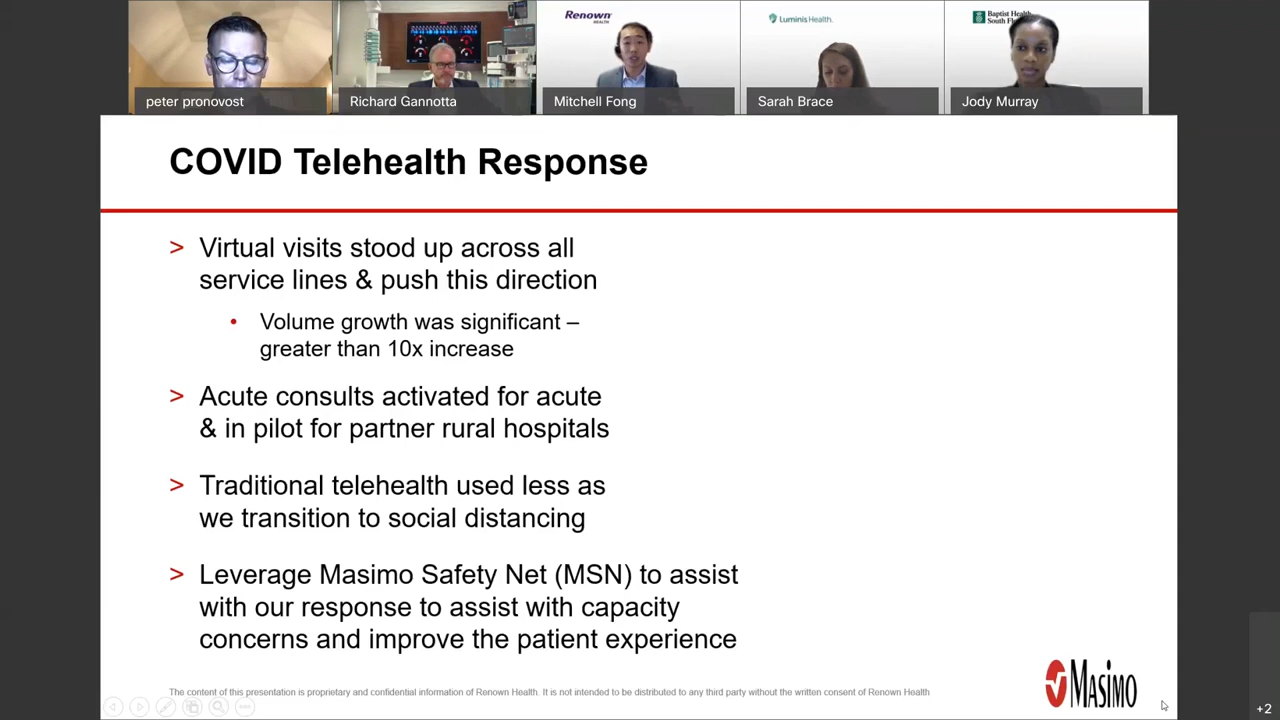 Renown
HEALTH
Luminis Health.
Baptist Health
South Fl
peter pronovost
Richard Gannotta
Mitchell Fong
Sarah Brace
Jody Murray
COVID Telehealth Response
> Virtual visits stood up across all
service lines & push this direction
• Volume growth was significant –
greater than 10x increase
> Acute consults activated for acute
& in pilot for partner rural hospitals
> Traditional telehealth used less as
we transition to social distancing
> Leverage Masimo Safety Net (MSN) to assist
with our response to assist with capacity
concerns and improve the patient experience
The content of this presentation is proprietary and confidential information of Renown Health. It is not intended to be distributed to any third party without the written consent of Renown Health
Masimo
+2